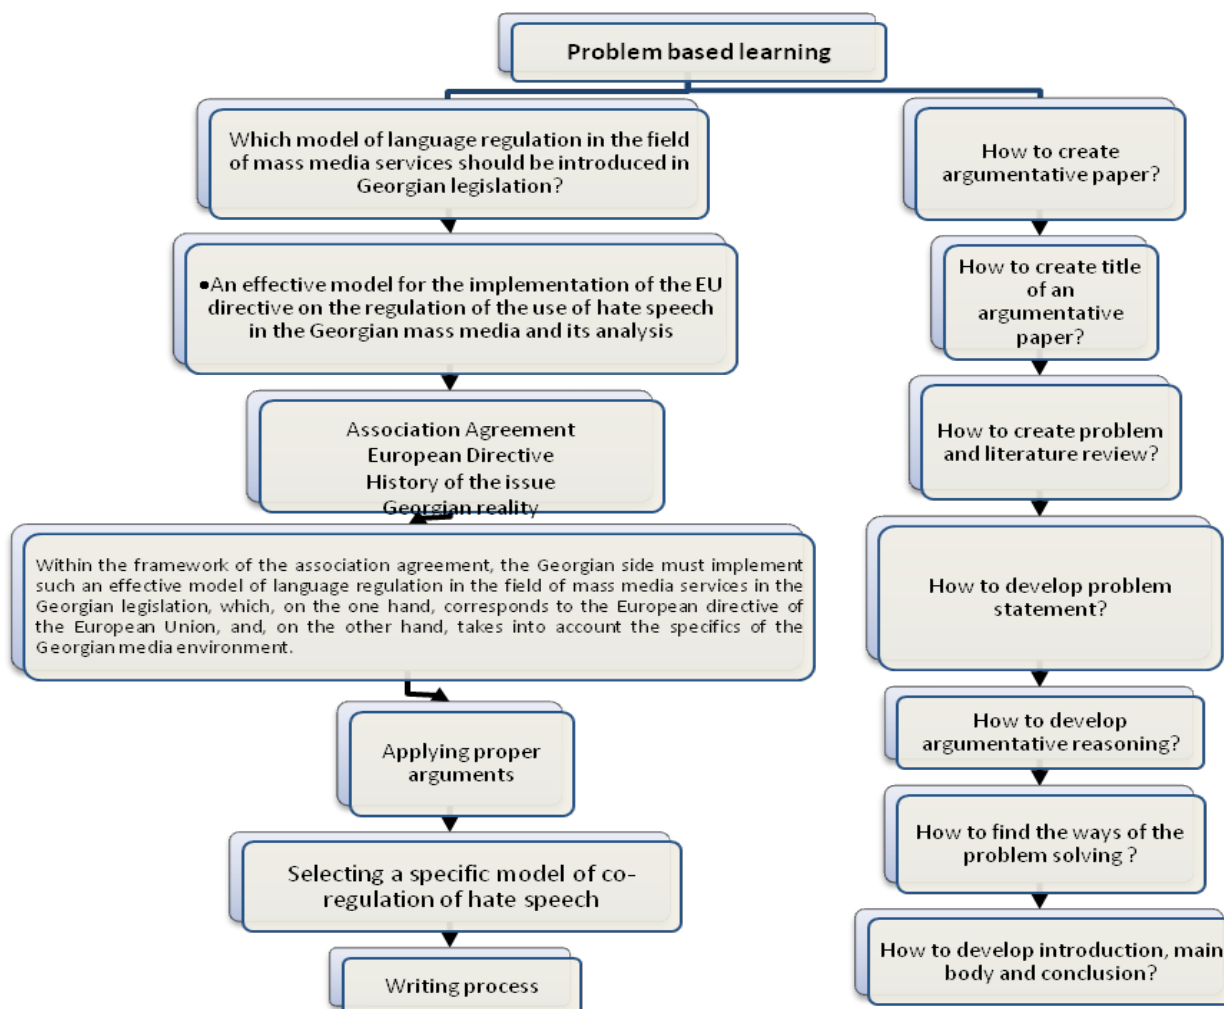 Problem based learning
Which model of language regulation in the field
of mass media services should be introduced in
Georgian legislation?
•An effective model for the implementation of the EU
directive on the regulation of the use of hate speech
in the Georgian mass media and its analysis
Association Agreement
European Directive
History of the issue
Georgian reality
Within the framework of the association agreement, the Georgian side must implement
such an effective model of language regulation in the field of mass media services in the
Georgian legislation, which, on the one hand, corresponds to the European directive of
the European Union, and, on the other hand, takes into account the specifics of the
Georgian media environment.
Applying proper
arguments
Selecting a specific model of co-
regulation of hate speech
Writing process
How to create
argumentative paper?
How to create title
of an
argumentative
paper?
How to create problem
and literature review?
How to develop problem
statement?
How to develop
argumentative reasoning?
How to find the ways of the
problem solving ?
How to develop introduction, main
body and conclusion?